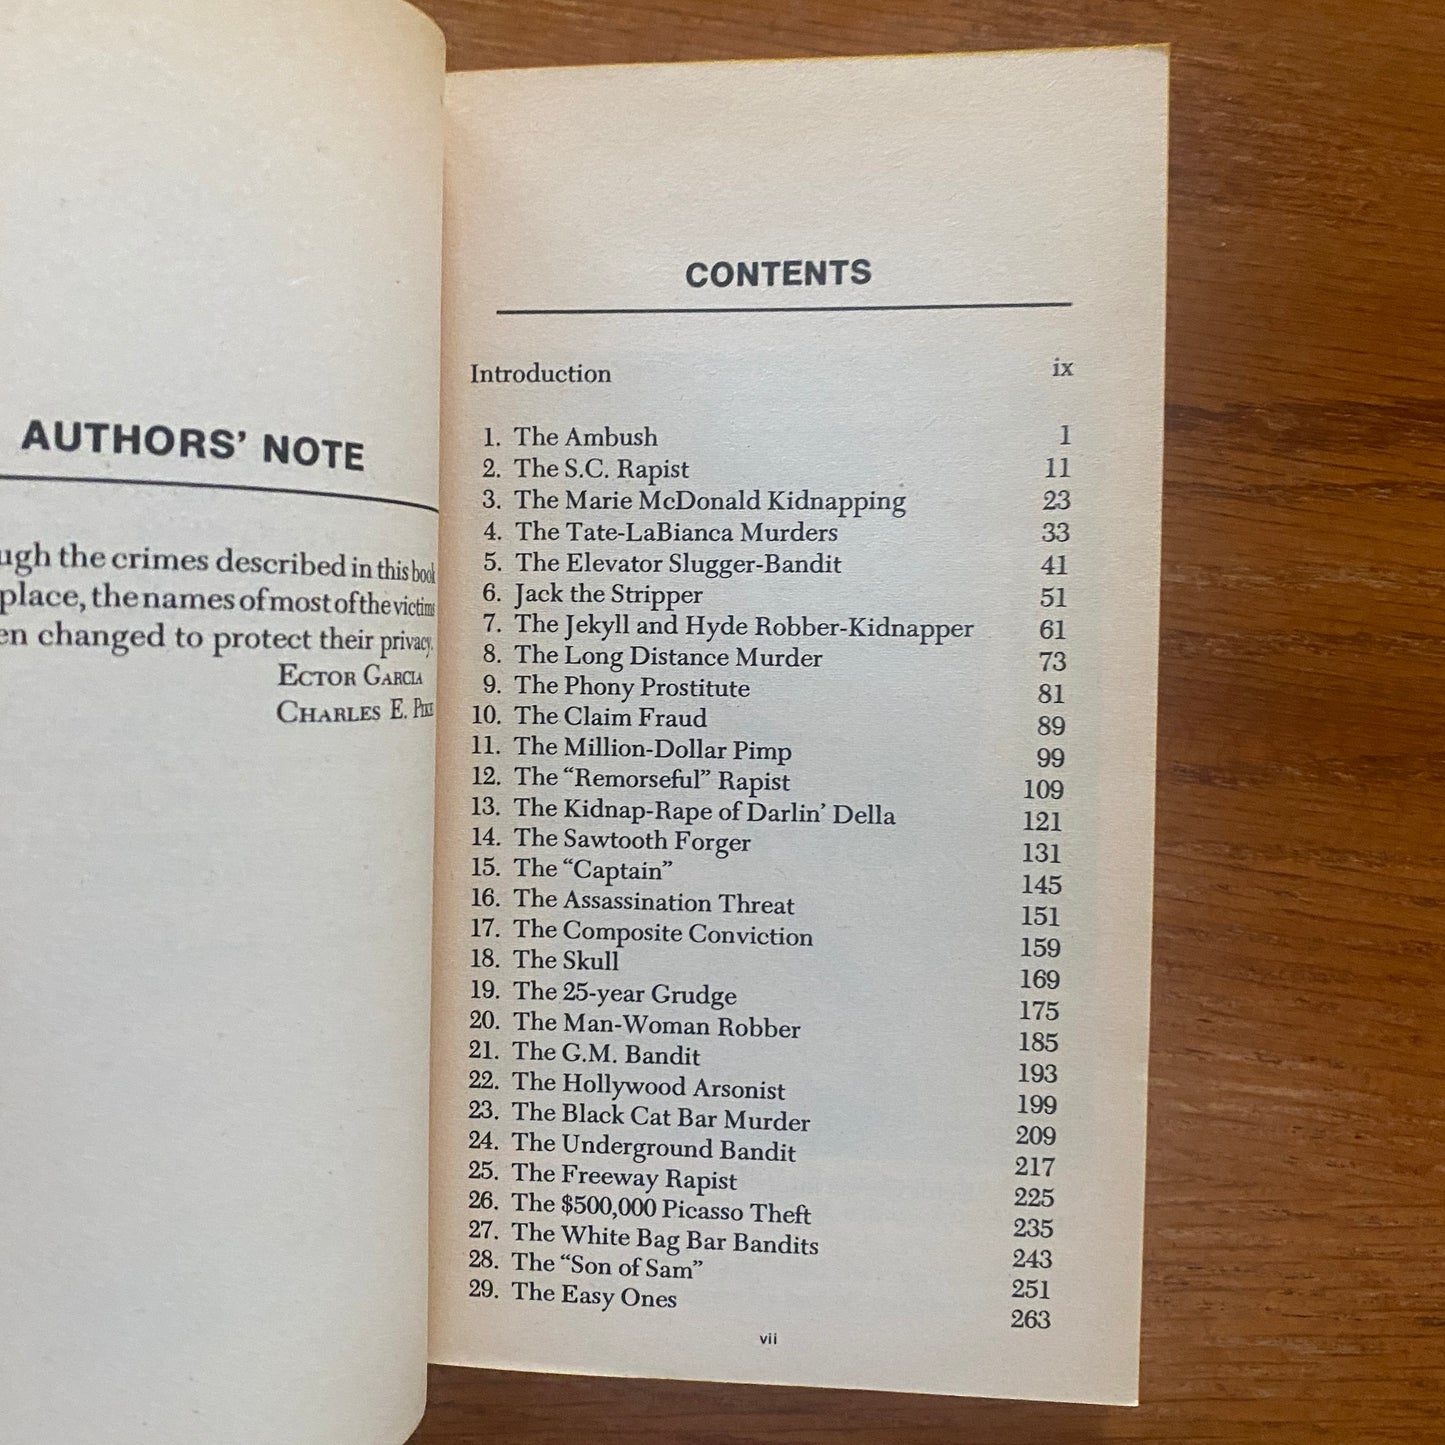 AUTHORS' NOTE
ugh the crimes described in this book
place, the names of most of the victims
en changed to protect their privacy.
ECTOR GARCIA
CHARLES E. PIKE
CONTENTS
Introduction ix
1. The Ambush 1
2. The S.C. Rapist 11
3. The Marie McDonald Kidnapping 23
4. The Tate-LaBianca Murders 33
5. The Elevator Slugger-Bandit 41
6. Jack the Stripper 51
7. The Jekyll and Hyde Robber-Kidnapper 61
8. The Long Distance Murder 73
9. The Phony Prostitute 81
10. The Claim Fraud 89
11. The Million-Dollar Pimp 99
12. The “Remorseful” Rapist 109
13. The Kidnap-Rape of Darlin’ Della 121
14. The Sawtooth Forger 131
15. The “Captain” 145
16. The Assassination Threat 151
17. The Composite Conviction 159
18. The Skull 169
19. The 25-year Grudge 175
20. The Man-Woman Robber 185
21. The G.M. Bandit 193
22. The Hollywood Arsonist 199
23. The Black Cat Bar Murder 209
24. The Underground Bandit 217
25. The Freeway Rapist 225
26. The $500,000 Picasso Theft 235
27. The White Bag Bar Bandits 243
28. The “Son of Sam” 251
29. The Easy Ones 263
vii